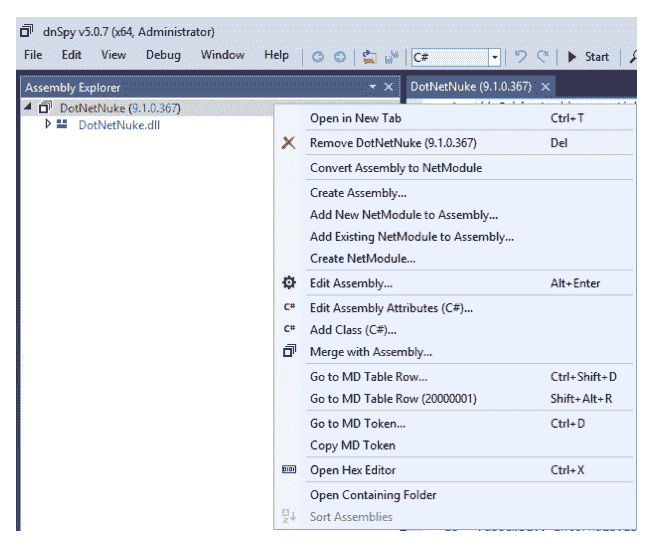 dnSpy v5.0.7 (x64, Administrator)
File Edit View Debug Window Help C# Start
Assembly Explorer DotNetNuke (9.1.0.367)
DotNetNuke (9.1.0.367)
DotNetNuke.dll
Open in New Tab Ctrl+T
Remove DotNetNuke (9.1.0.367) Del
Convert Assembly to NetModule
Create Assembly...
Add New NetModule to Assembly...
Add Existing NetModule to Assembly...
Create NetModule...
Edit Assembly... Alt+Enter
C# Edit Assembly Attributes (C#)...
C# Add Class (C#)...
Merge with Assembly...
Go to MD Table Row... Ctrl+Shift+D
Go to MD Table Row (20000001) Shift+Alt+R
Go to MD Token... Ctrl+D
Copy MD Token
Open Hex Editor Ctrl+X
Open Containing Folder
Sort Assemblies